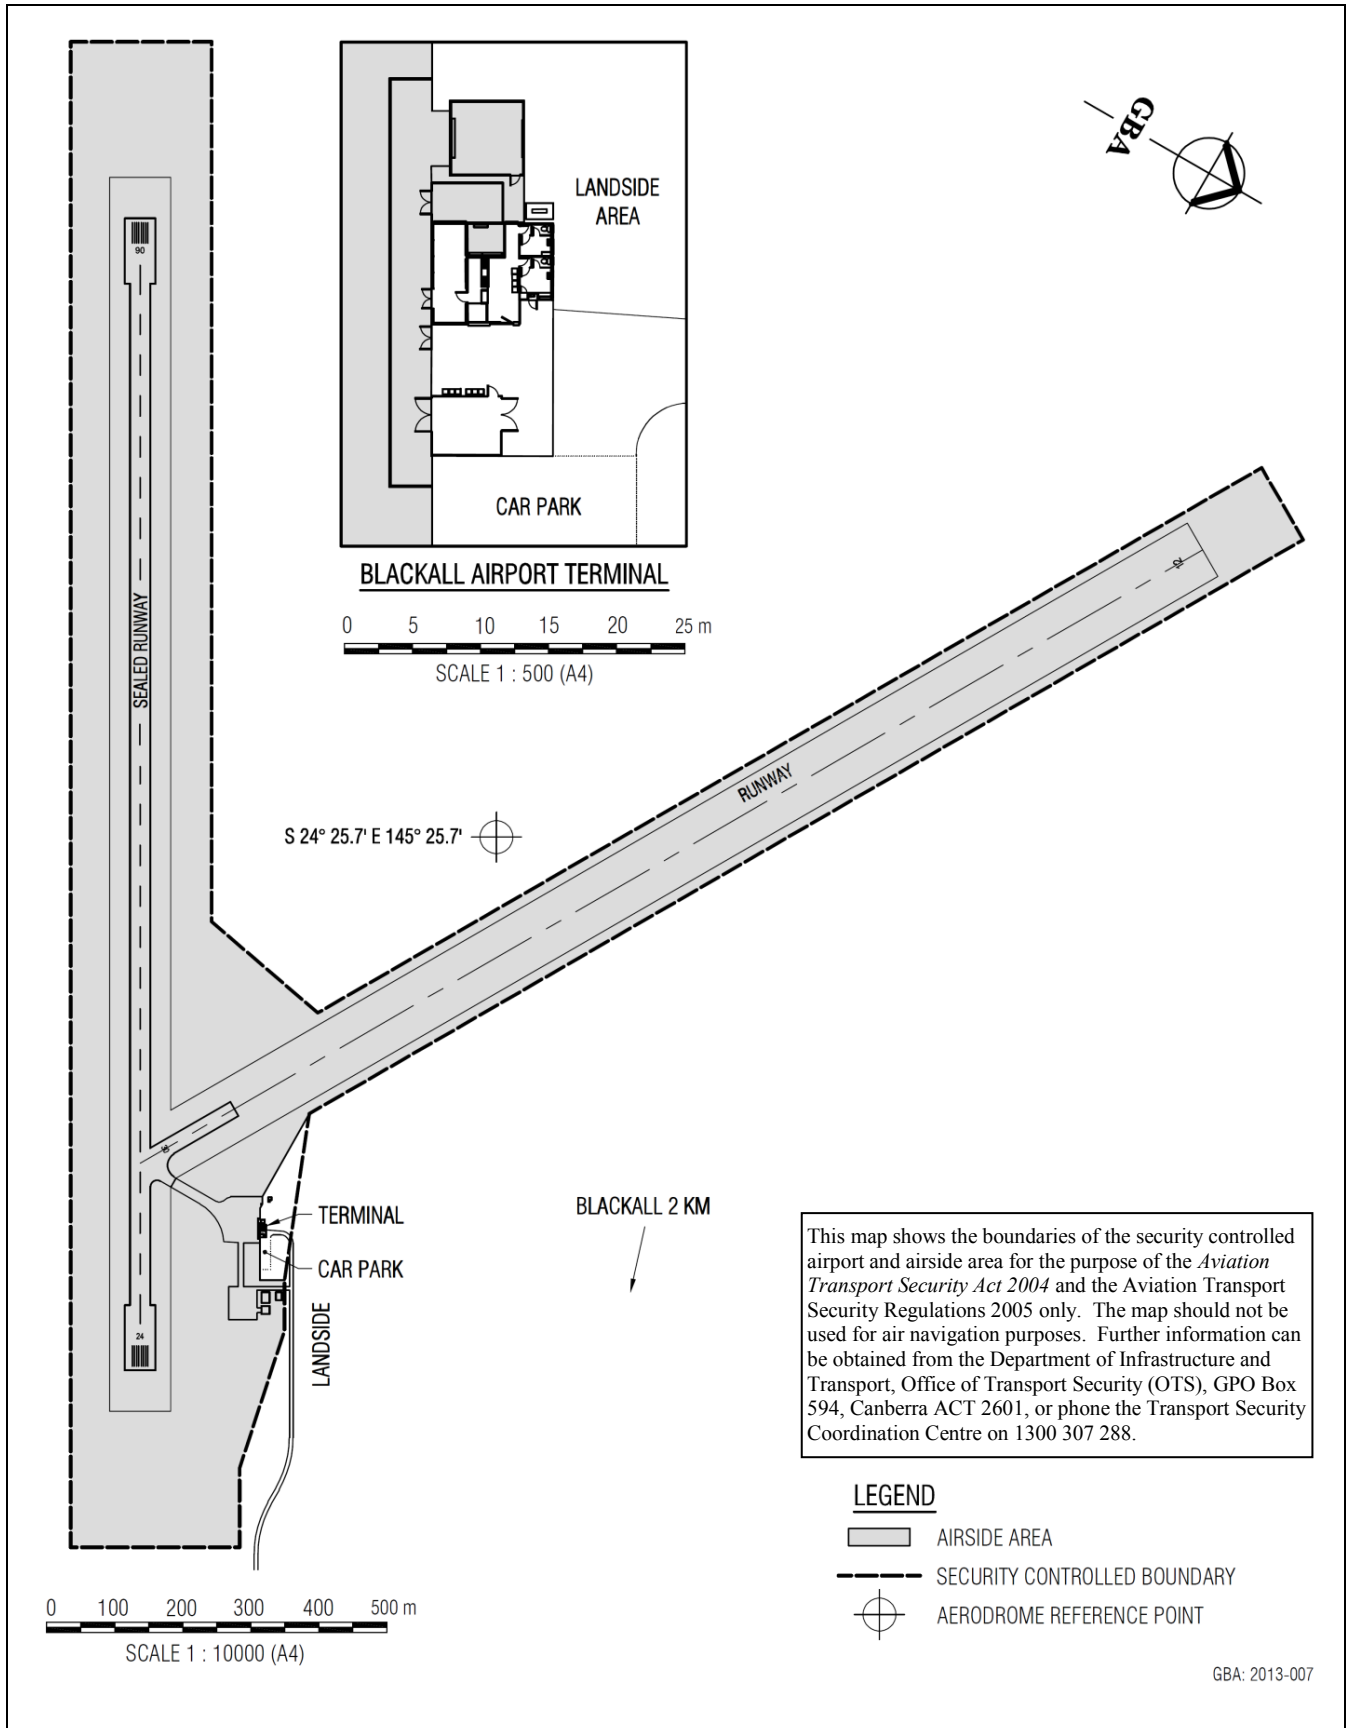 GBA
LANDSIDE
AREA
CAR PARK
BLACKALL AIRPORT TERMINAL
0 5 10 15 20 25 m
SCALE 1 : 500 (A4)
06
SEALED RUNWAY
12
RUNWAY
S 24° 25.7' E 145° 25.7'
30
TERMINAL
CAR PARK
LANDSIDE
24
BLACKALL 2 KM
This map shows the boundaries of the security controlled
airport and airside area for the purpose of the Aviation
Transport Security Act 2004 and the Aviation Transport
Security Regulations 2005 only. The map should not be
used for air navigation purposes. Further information can
be obtained from the Department of Infrastructure and
Transport, Office of Transport Security (OTS), GPO Box
594, Canberra ACT 2601, or phone the Transport Security
Coordination Centre on 1300 307 288.
LEGEND
AIRSIDE AREA
SECURITY CONTROLLED BOUNDARY
AERODROME REFERENCE POINT
0 100 200 300 400 500 m
SCALE 1 : 10000 (A4)
GBA: 2013-007